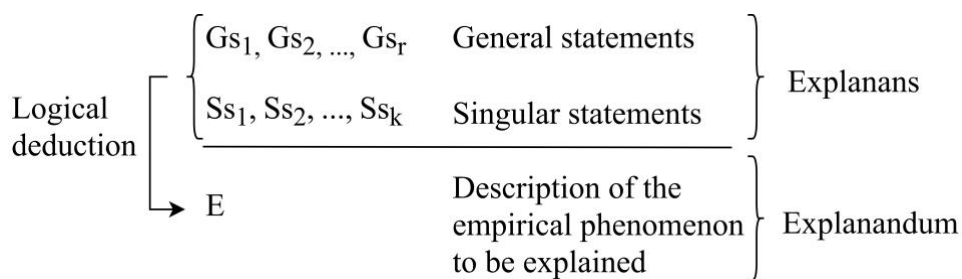 Gs1, Gs2, ..., Gsr General statements
Explanans
Logical deduction
Ss1, Ss2, ..., Ssk Singular statements
E
Description of the
empirical phenomenon
to be explained
Explanandum